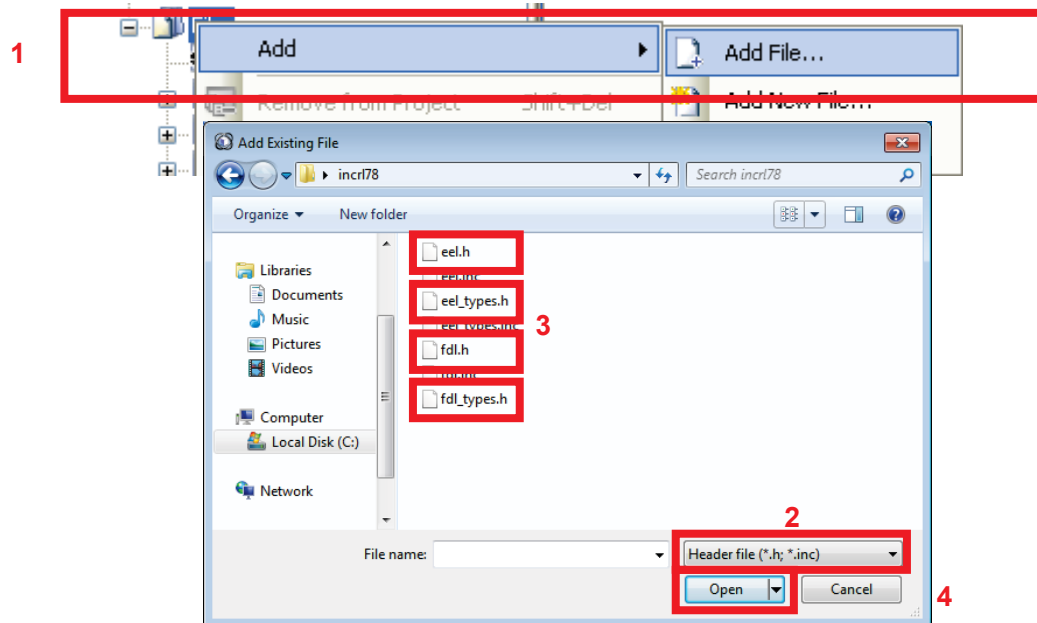 1
Add
Add File...
Remove from Project Shift+Del
Add New File...
Add Existing File
incrl78
Search incrl78
Organize
New folder
Libraries
Documents
Music
Pictures
Videos
Computer
Local Disk (C:)
Network
eel.h
eel.inc
eel_types.h
eel_types.inc
3
fdl.h
fdl.inc
fdl_types.h
2
File name:
Header file (*.h; *.inc)
Open
Cancel
4